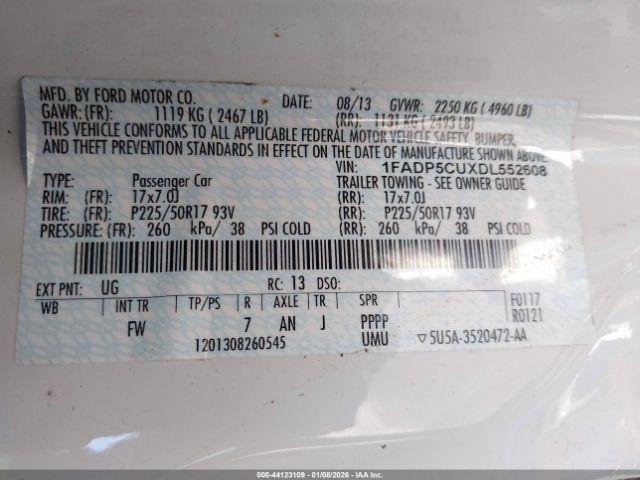 MFD. BY FORD MOTOR CO. DATE: 08/13 GVWR: 2250 KG ( 4960 LB)
GAWR: (FR): 1119 KG ( 2467 LB) (RR): 1131 KG ( 2493 LB)
THIS VEHICLE CONFORMS TO ALL APPLICABLE FEDERAL MOTOR VEHICLE SAFETY, BUMPER,
AND THEFT PREVENTION STANDARDS IN EFFECT ON THE DATE OF MANUFACTURE SHOWN ABOVE.
VIN: 1FADP5CUXDL552608
TYPE: Passenger Car TRAILER TOWING - SEE OWNER GUIDE
RIM: (FR): 17x7.0J (RR): 17x7.0J
TIRE: (FR): P225/50R17 93V (RR): P225/50R17 93V
PRESSURE: (FR): 260 kPa/ 38 PSI COLD (RR): 260 kPa/ 38 PSI COLD
EXT PNT: UG RC: 13 DSO:
WB INT TR TP/PS R AXLE TR SPR F0117
R0121
FW 7 AN J PPPP
1201308260545 UMU ▽5U5A-3520472-AA
000-44123109 - 01/08/2026 - IAA Inc.